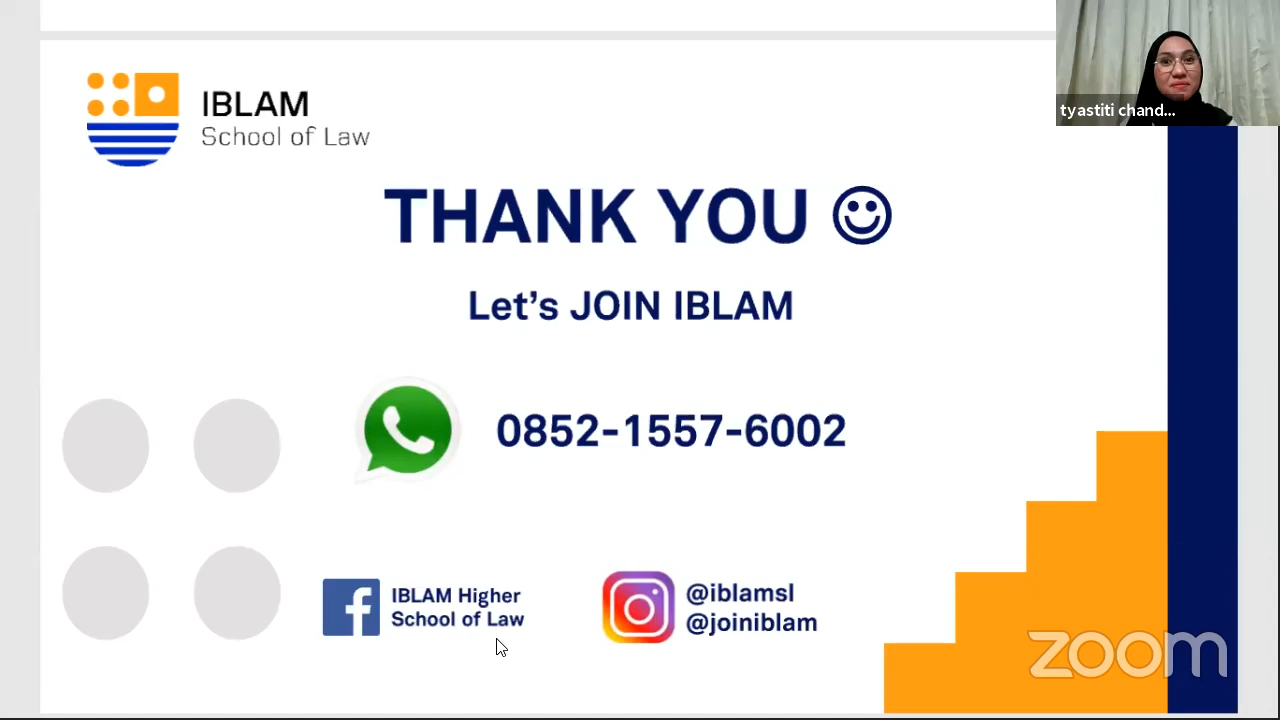 tyastiti chand...
IBLAM
School of Law
THANK YOU ☺
Let's JOIN IBLAM
0852-1557-6002
IBLAM Higher
School of Law
@iblamsl
@joiniblam
zoom